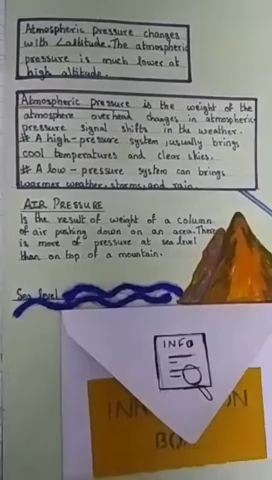 Atmospheric pressure changes
with altitude. The atmospheric
pressure is much lower at
high altitude.
Atmospheric pressure is the weight of the
atmosphere overhead changes in atmospheric
pressure signal shifts in the weather.
# A high-pressure system, usually brings
cool temperatures and clear skies.
# A low-pressure system can brings
warmer weather, storms, and rain.
AIR PRESSURE
Is the result of weight of a column
of air pushing down on an area. There
is more of pressure at sea level
than on top of a mountain.
Sea level
INFO